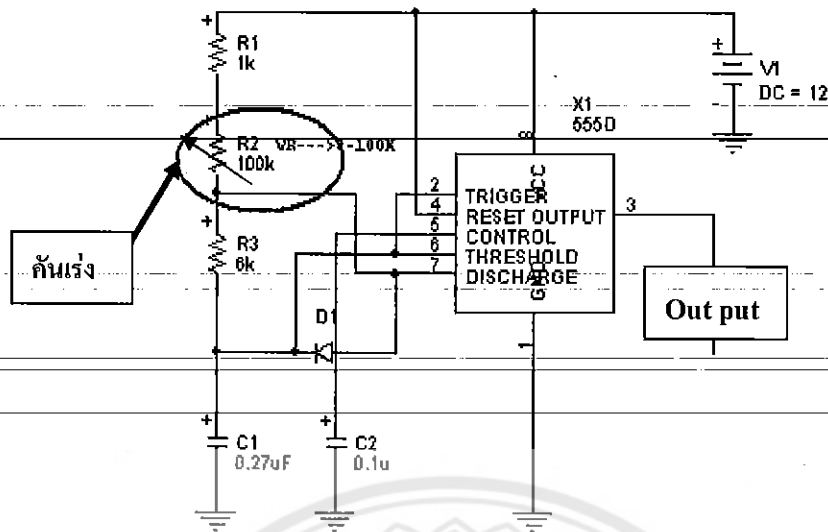 R1
1k
V1
DC = 12
X1
555D
R2 VR--->>-100K
100k
8
VCC
2 TRIGGER
4 RESET OUTPUT 3
5 CONTROL
6 THRESHOLD
7 DISCHARGE
GND
1
คันเร่ง
R3
6k
Out put
D1
C1
0.27uF
C2
0.1u